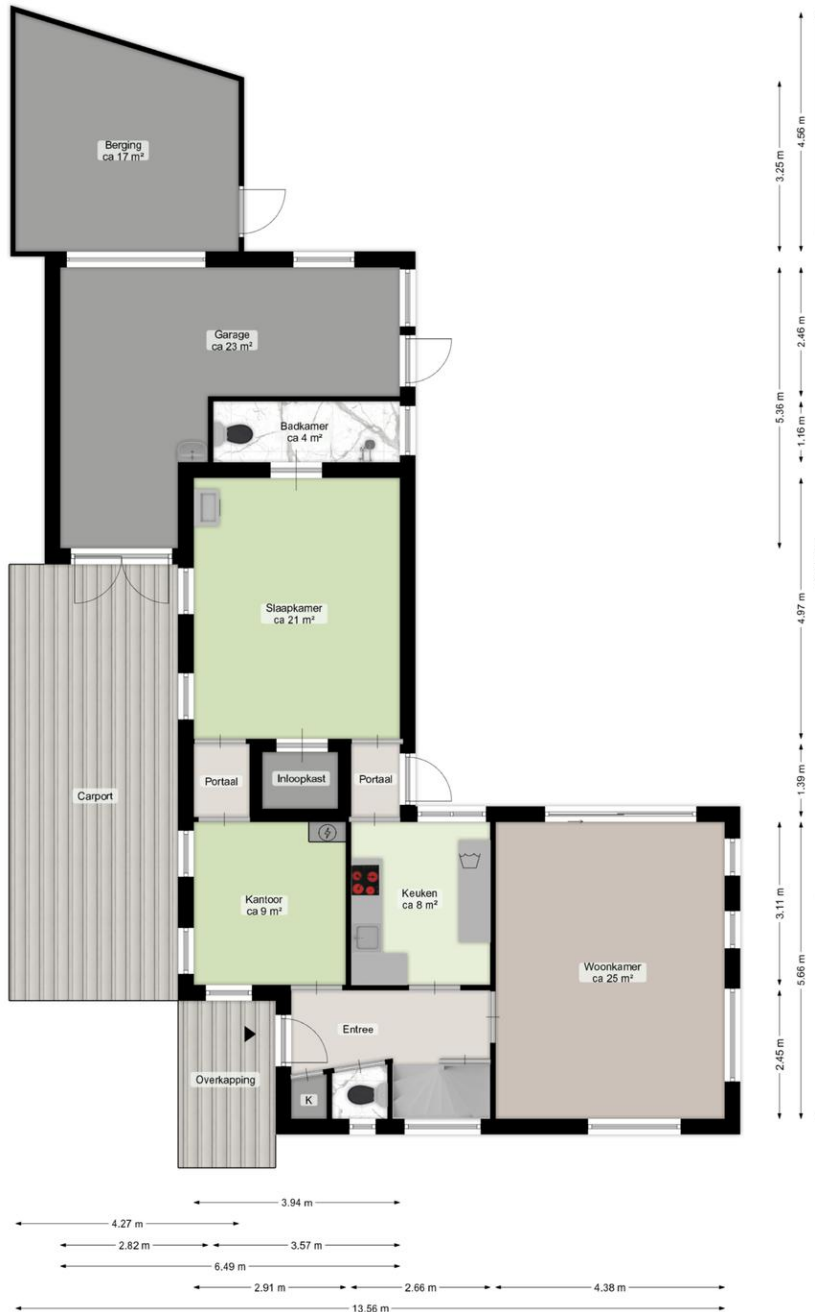 Berging
ca 17 m²
Garage
ca 23 m²
Badkamer
ca 4 m²
Slaapkamer
ca 21 m²
Portaal
Inloopkast
Portaal
Carport
Kantoor
ca 9 m²
Keuken
ca 8 m²
Woonkamer
ca 25 m²
Entree
Overkapping
K
4.56 m
3.25 m
2.46 m
5.36 m
1.16 m
4.97 m
1.39 m
3.11 m
5.66 m
2.45 m
3.94 m
4.27 m
2.82 m
3.57 m
6.49 m
2.91 m
2.66 m
4.38 m
13.56 m